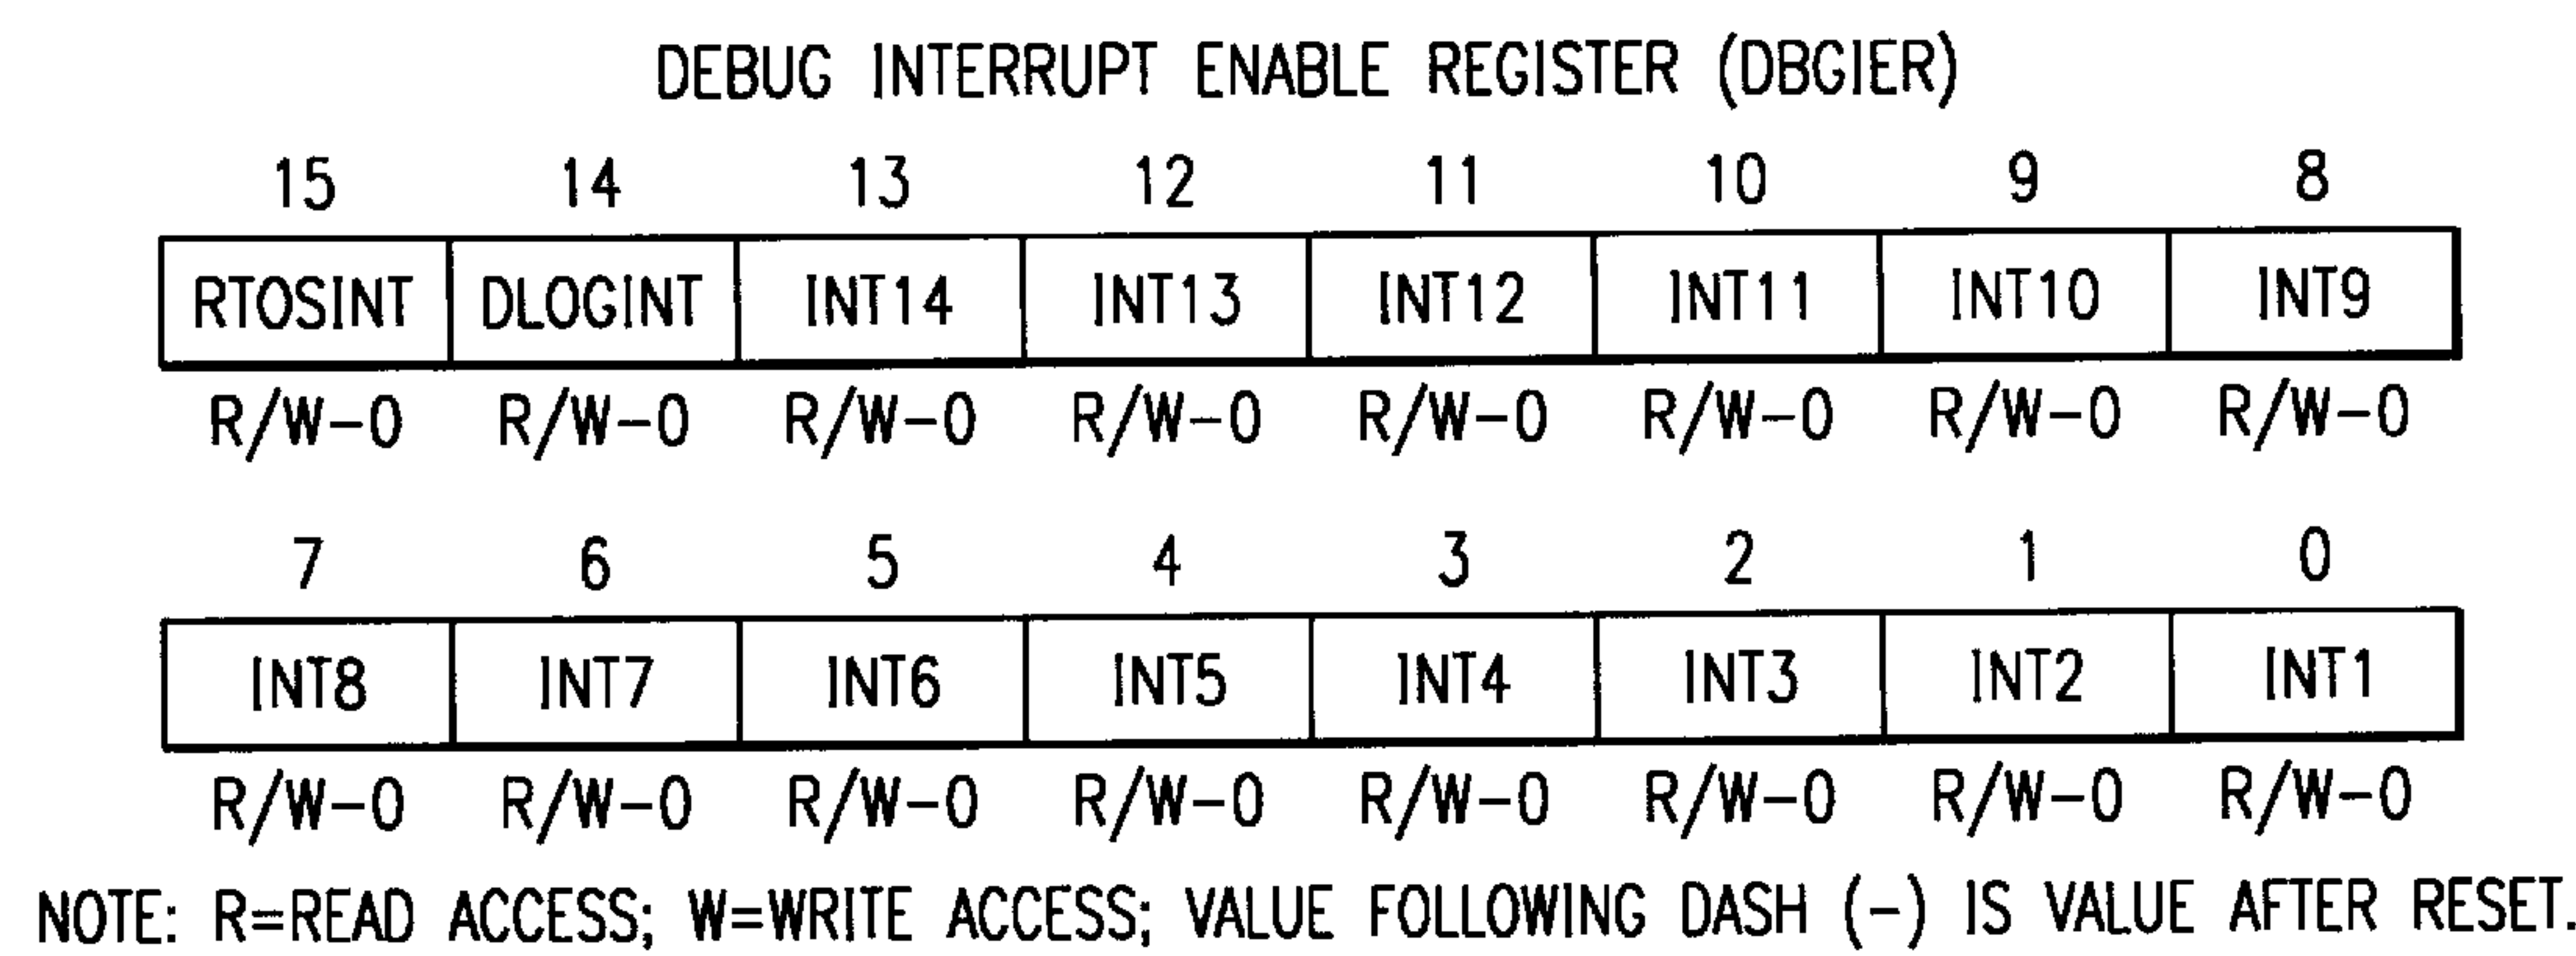 DEBUG INTERRUPT ENABLE REGISTER (DBGIER)
15 14 13 12 11 10 9 8
RTOSINT DLOGINT INT14 INT13 INT12 INT11 INT10 INT9
R/W-0 R/W-0 R/W-0 R/W-0 R/W-0 R/W-0 R/W-0 R/W-0
7 6 5 4 3 2 1 0
INT8 INT7 INT6 INT5 INT4 INT3 INT2 INT1
R/W-0 R/W-0 R/W-0 R/W-0 R/W-0 R/W-0 R/W-0 R/W-0
NOTE: R=READ ACCESS; W=WRITE ACCESS; VALUE FOLLOWING DASH (-) IS VALUE AFTER RESET.